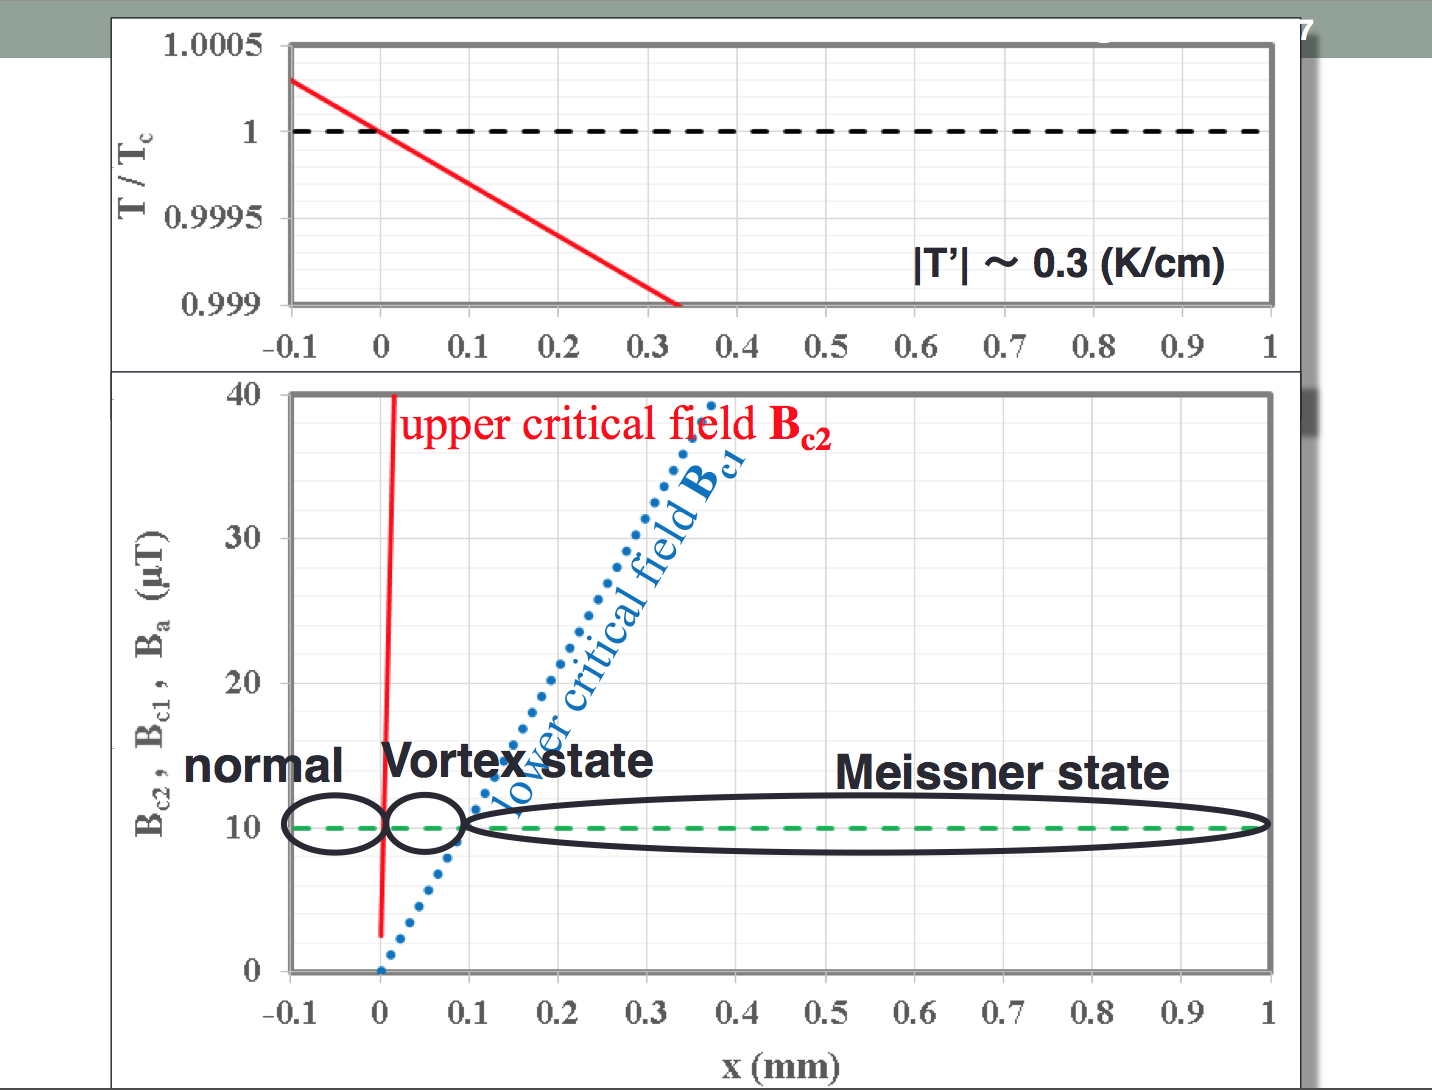 7
1.0005
1
0.9995
0.999
T / Tc
|T’| ～ 0.3 (K/cm)
-0.1 0 0.1 0.2 0.3 0.4 0.5 0.6 0.7 0.8 0.9 1
40
30
20
10
0
Bc2 , Bc1 , Ba (μT)
upper critical field Bc2
lower critical field Bc1
normal
Vortex state
Meissner state
-0.1 0 0.1 0.2 0.3 0.4 0.5 0.6 0.7 0.8 0.9 1
x (mm)